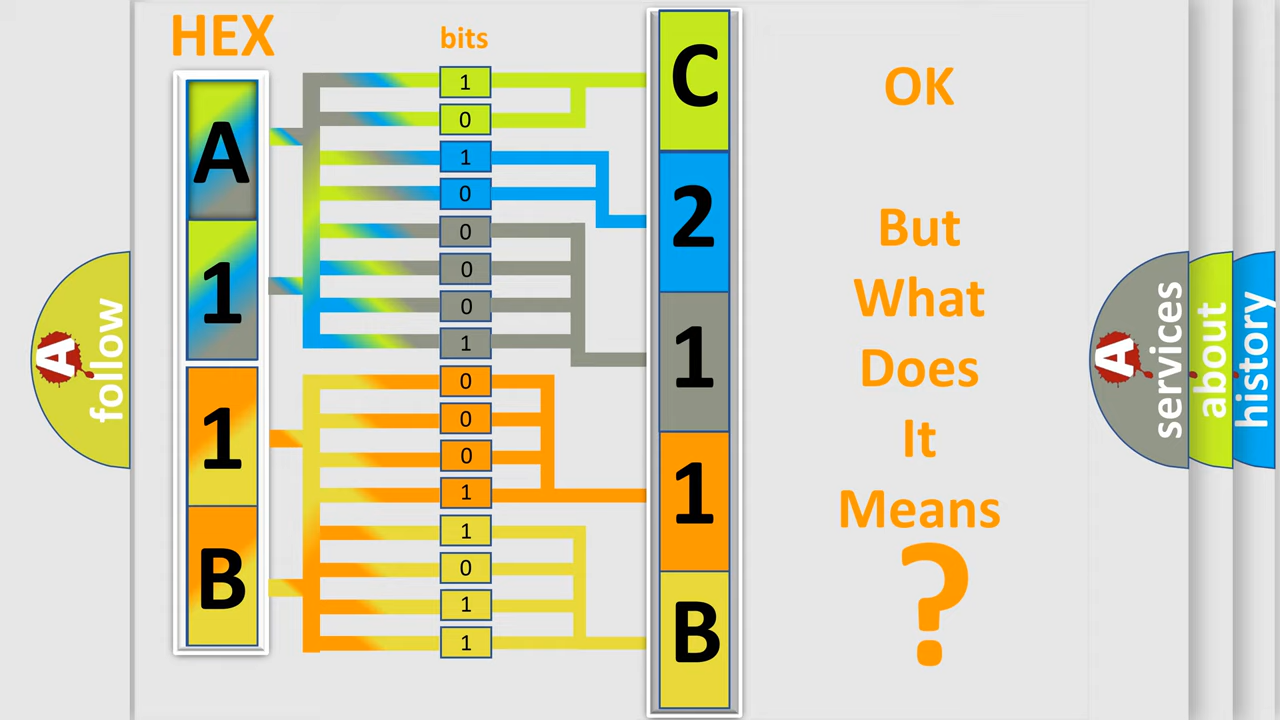 HEX
bits
A
1
1
B
1
0
1
0
0
0
0
1
0
0
0
1
1
0
1
1
C
2
1
1
B
OK
But
What
Does
It
Means
?
A
follow
A
services
about
history